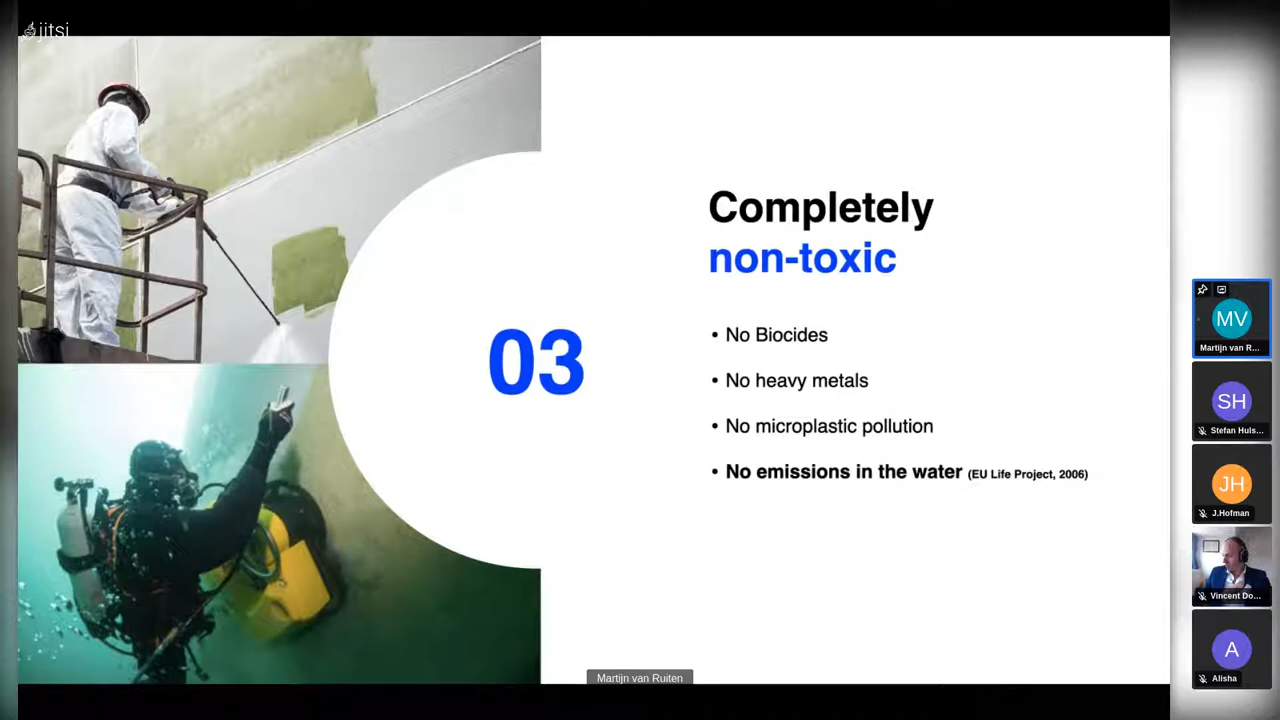 jitsi
Completely
non-toxic
03
• No Biocides
• No heavy metals
• No microplastic pollution
• No emissions in the water (EU Life Project, 2006)
MV
Martijn van R...
SH
Stefan Huls...
JH
J.Hofman
Vincent Do...
A
Alisha
Martijn van Ruiten